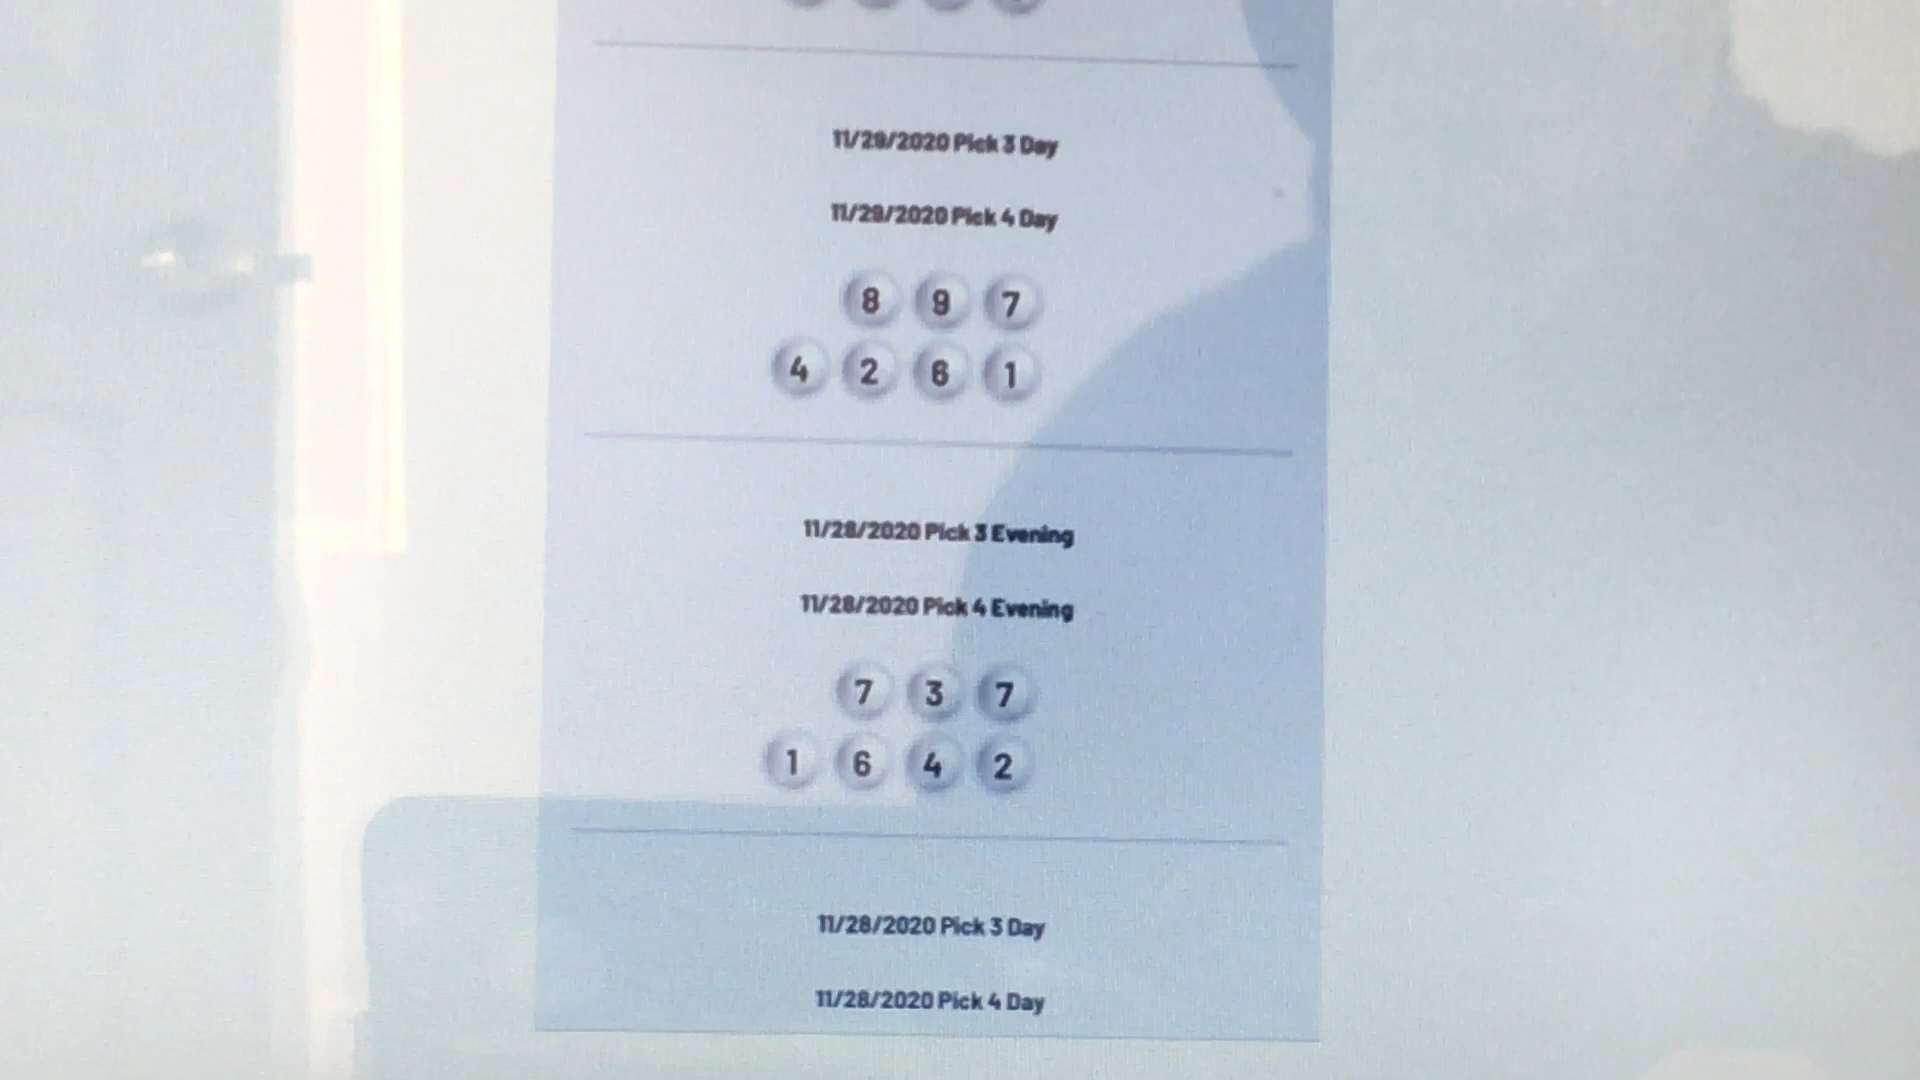 11/29/2020 Pick 3 Day
11/29/2020 Pick 4 Day
8 9 7
4 2 6 1
11/28/2020 Pick 3 Evening
11/28/2020 Pick 4 Evening
7 3 7
1 6 4 2
11/28/2020 Pick 3 Day
11/28/2020 Pick 4 Day